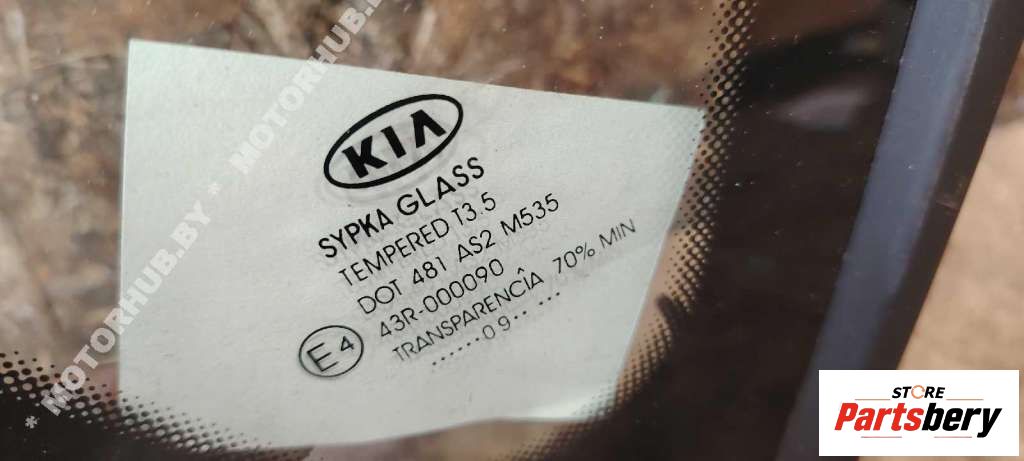 * MOTORHUB.BY * MOTORHUB.BY
KIA
SYPKA GLASS
TEMPERED T3.5
DOT 481 AS2 M535
43R-000090
E4
TRANSPARENCÎA 70% MIN
......09.. ...
STORE
Partsbery